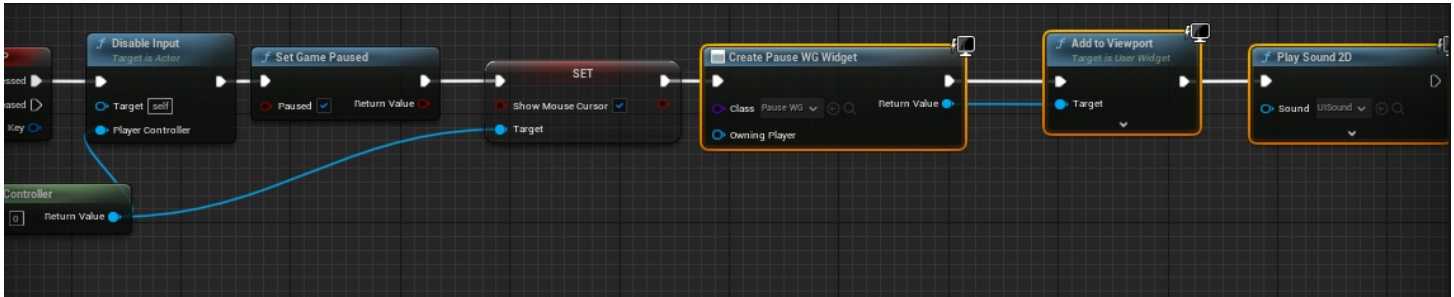 Disable Input
Target is Actor
Target self
Player Controller
essed
eased
Key
Controller
0 Return Value
Set Game Paused
Paused Return Value
SET
Show Mouse Cursor
Target
Create Pause WG Widget
Class Pause WG Return Value
Owning Player
Add to Viewport
Target is User Widget
Target
Play Sound 2D
Sound UISound